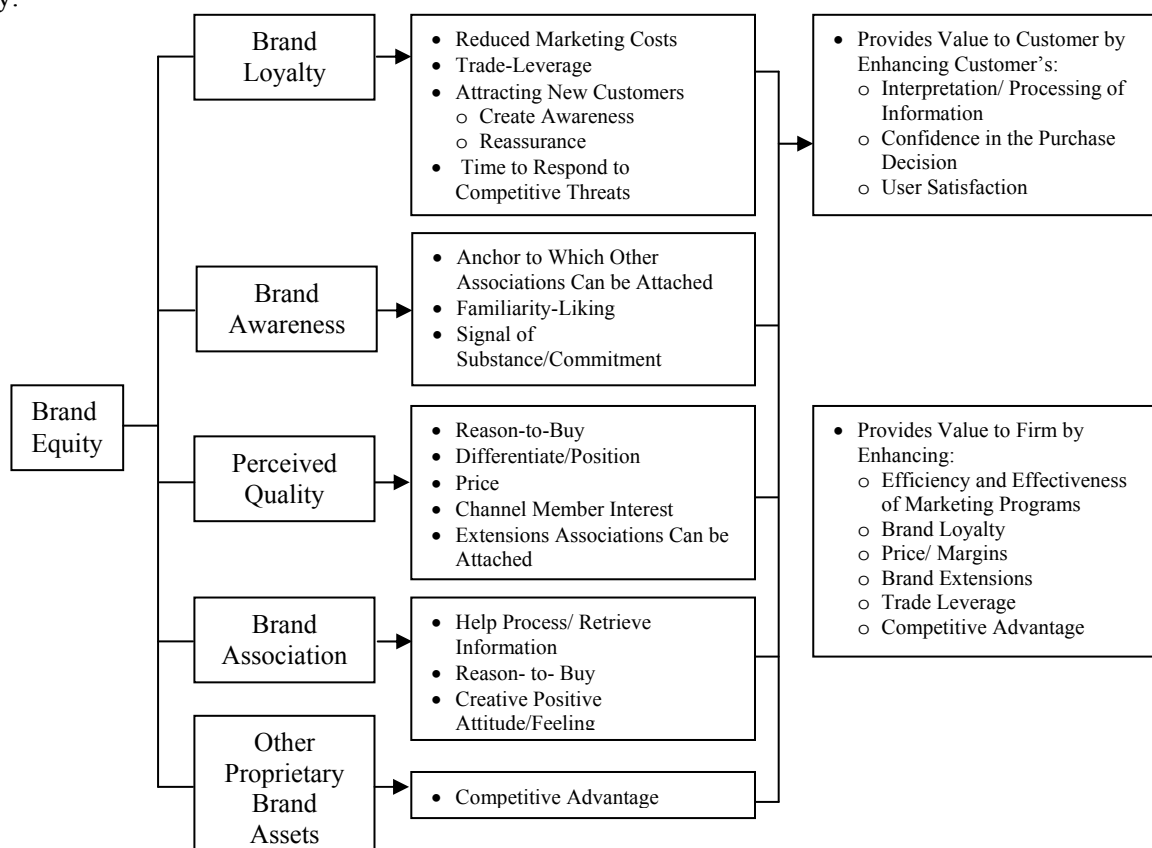 y.
Brand
Loyalty
• Reduced Marketing Costs
• Trade-Leverage
• Attracting New Customers
o Create Awareness
o Reassurance
• Time to Respond to
Competitive Threats
• Provides Value to Customer by
Enhancing Customer’s:
o Interpretation/ Processing of
Information
o Confidence in the Purchase
Decision
o User Satisfaction
Brand
Awareness
• Anchor to Which Other
Associations Can be Attached
• Familiarity-Liking
• Signal of
Substance/Commitment
Brand
Equity
Perceived
Quality
• Reason-to-Buy
• Differentiate/Position
• Price
• Channel Member Interest
• Extensions Associations Can be
Attached
• Provides Value to Firm by
Enhancing:
o Efficiency and Effectiveness
of Marketing Programs
o Brand Loyalty
o Price/ Margins
o Brand Extensions
o Trade Leverage
o Competitive Advantage
Brand
Association
• Help Process/ Retrieve
Information
• Reason- to- Buy
• Creative Positive
Attitude/Feeling
Other
Proprietary
Brand
Assets
• Competitive Advantage